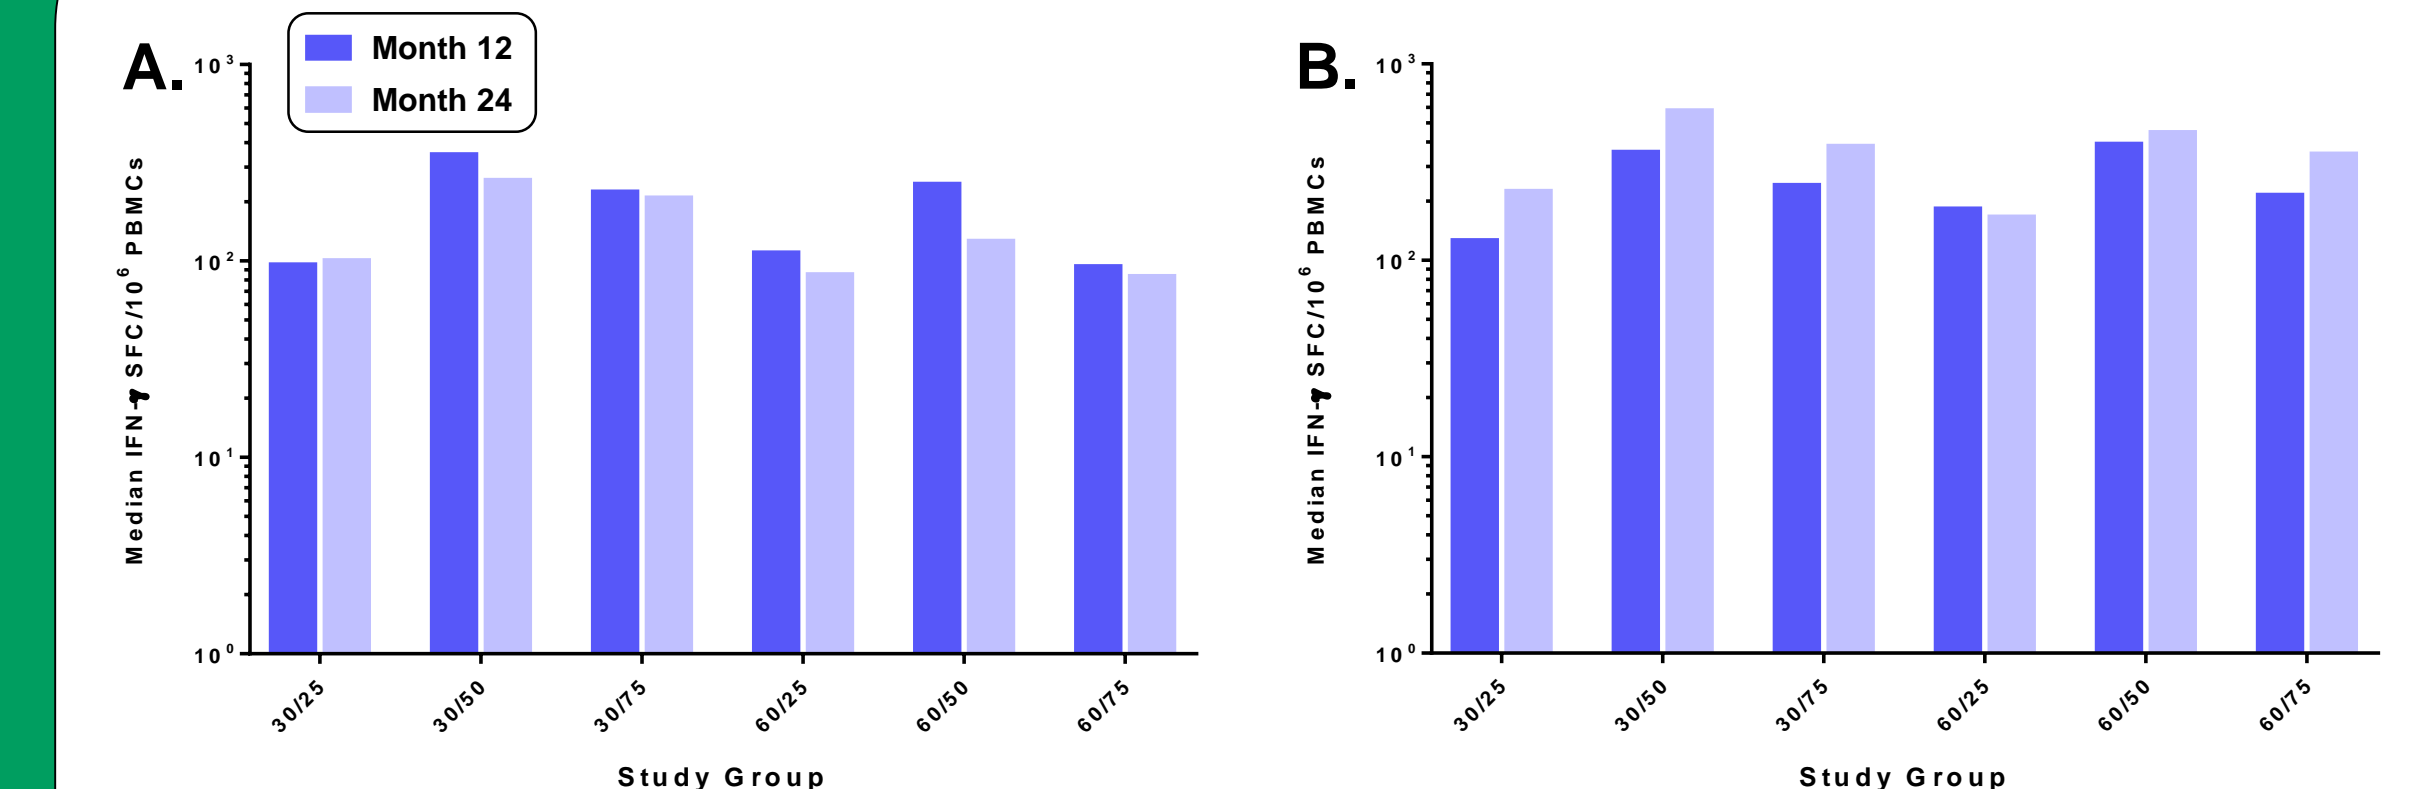 A.
Month 12
Month 24
10³
10²
10¹
10⁰
Median IFN-γ SFC/10⁶ PBMCs
30/25
30/50
30/75
60/25
60/50
60/75
Study Group
B.
10³
10²
10¹
10⁰
Median IFN-γ SFC/10⁶ PBMCs
30/25
30/50
30/75
60/25
60/50
60/75
Study Group